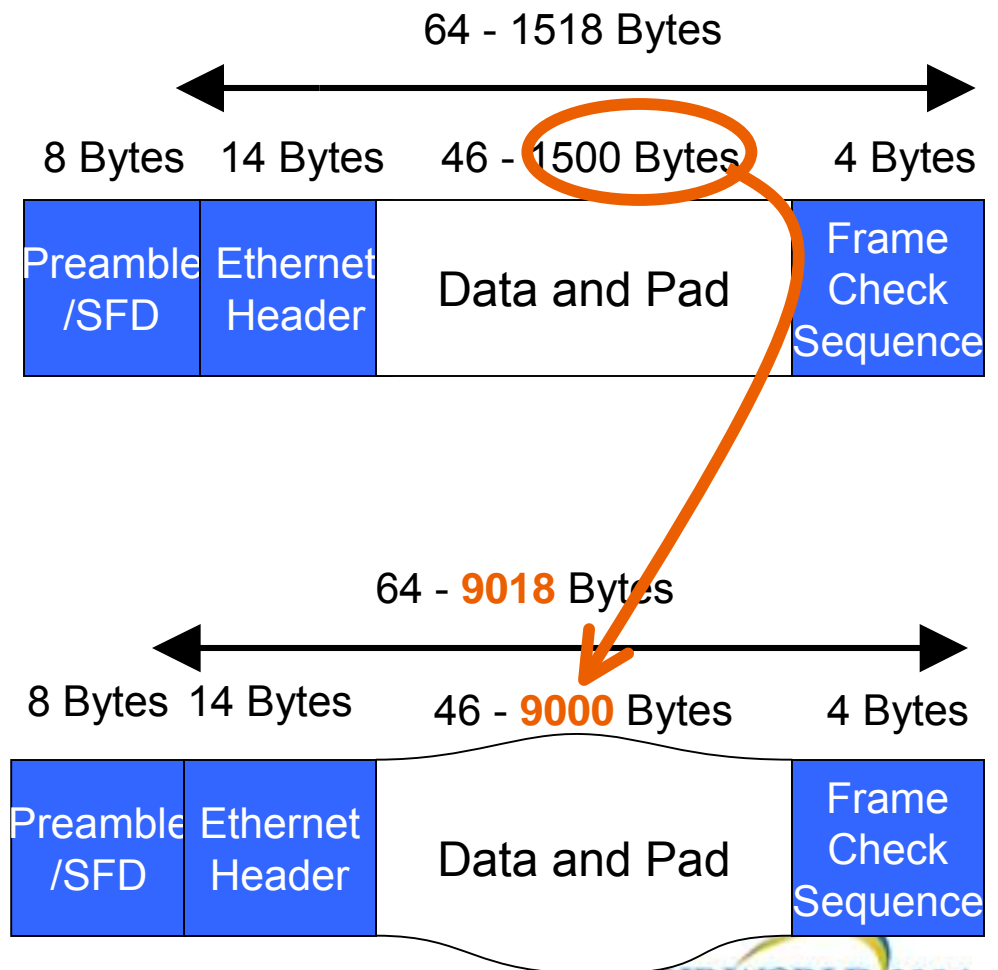 64 - 1518 Bytes
8 Bytes 14 Bytes 46 - 1500 Bytes 4 Bytes
Preamble
/SFD
Ethernet
Header
Data and Pad
Frame
Check
Sequence
64 - 9018 Bytes
8 Bytes 14 Bytes 46 - 9000 Bytes 4 Bytes
Preamble
/SFD
Ethernet
Header
Data and Pad
Frame
Check
Sequence